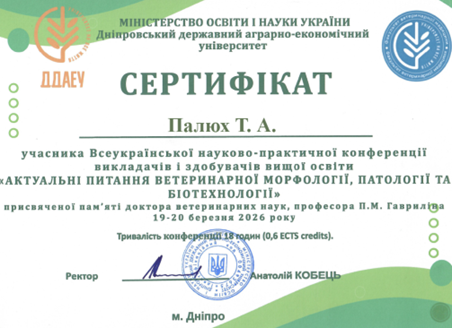 МІНІСТЕРСТВО ОСВІТИ І НАУКИ УКРАЇНИ
Дніпровський державний аграрно-економічний
університет
ДДАЕУ
СЕРТИФІКАТ
Палюх Т. А.
учасника Всеукраїнської науково-практичної конференції
викладачів і здобувачів вищої освіти
«АКТУАЛЬНІ ПИТАННЯ ВЕТЕРИНАРНОЇ МОРФОЛОГІЇ, ПАТОЛОГІЇ ТА
БІОТЕХНОЛОГІЇ»
присвяченої пам'яті доктора ветеринарних наук, професора П.М. Гавриліна
19-20 березня 2026 року
Тривалість конференції 18 годин (0,6 ECTS credits).
Ректор Анатолій КОБЕЦЬ
м. Дніпро